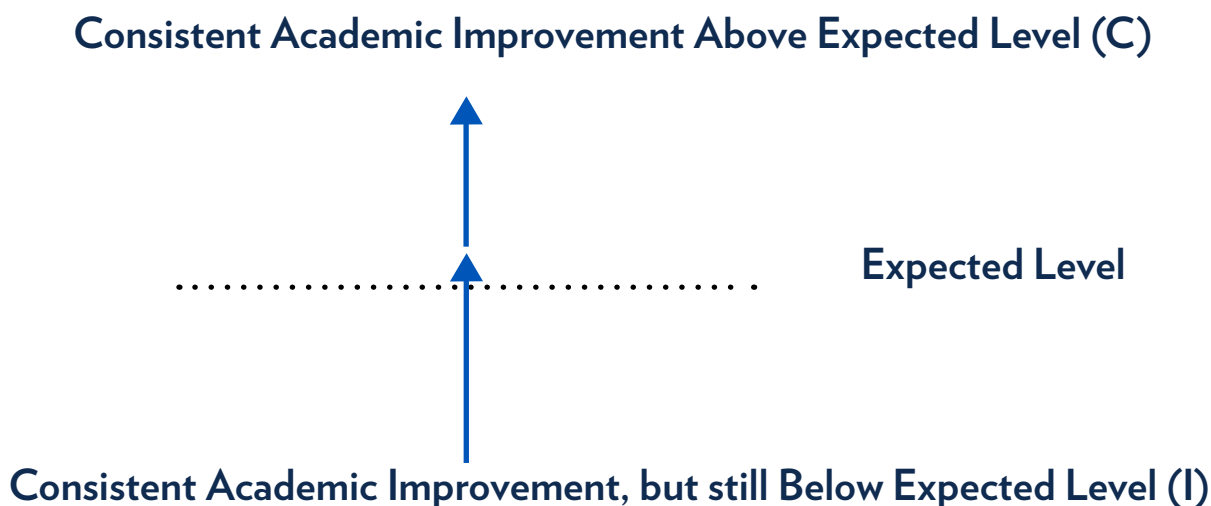 Consistent Academic Improvement Above Expected Level (C)
Expected Level
Consistent Academic Improvement, but still Below Expected Level (I)